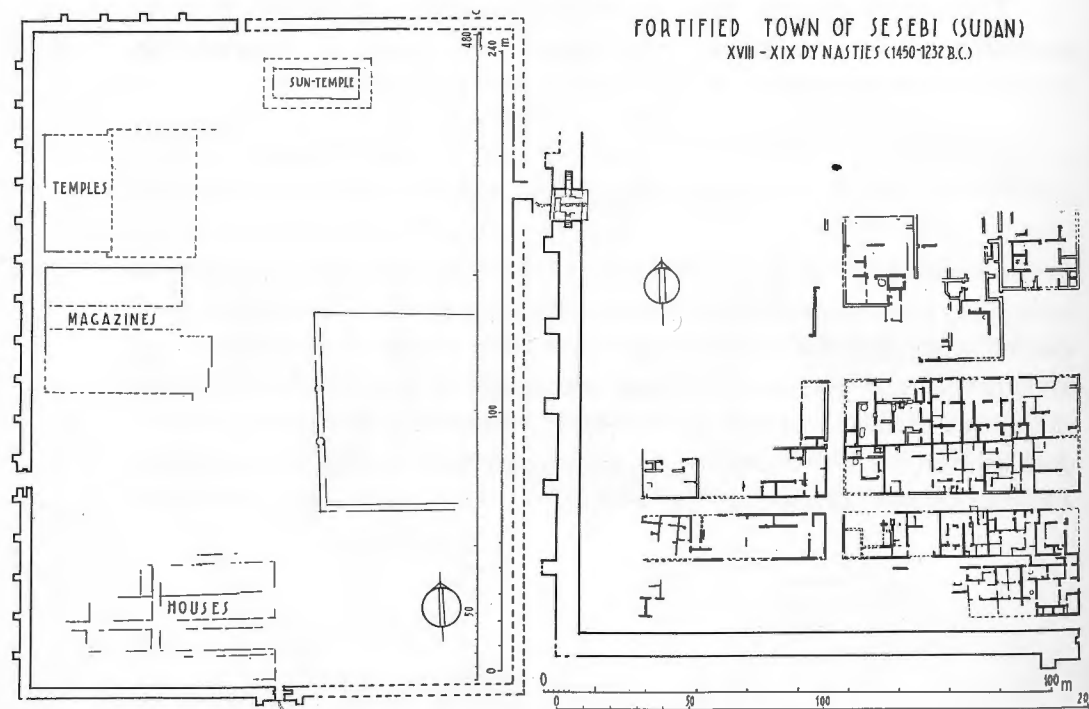 FORTIFIED TOWN OF SESEBI (SUDAN)
XVIII-XIX DYNASTIES (1450-1232 B.C.)
SUN-TEMPLE
TEMPLES
MAGAZINES
HOUSES
480
240
m
100
50
0
0
100 m
0
50
100